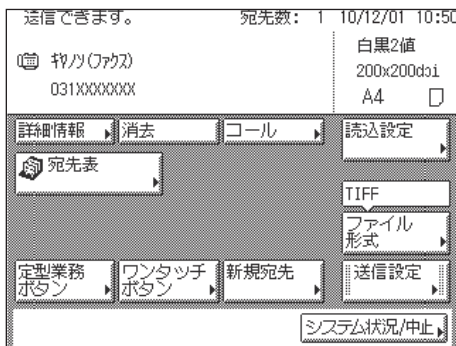 送信できます。 宛先数: 1 10/12/01 10:50
ｷﾔﾉﾝ(ﾌｧｸｽ)
031XXXXXXX
白黒2値
200x200dpi
A4
詳細情報 消去 コール 読込設定
宛先表
TIFF
ファイル
形式
定型業務
ボタン
ワンタッチ
ボタン
新規宛先
送信設定
システム状況/中止